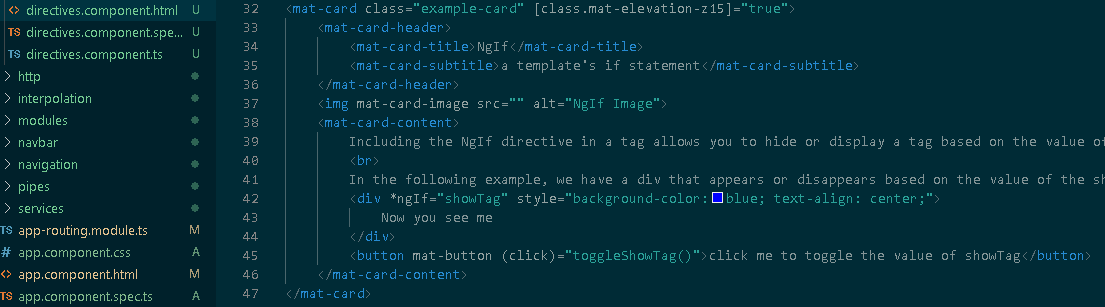 directives.component.html U
directives.component.spe... U
TS directives.component.ts U
http
interpolation
modules
navbar
navigation
pipes
services
TS app-routing.module.ts M
# app.component.css A
<> app.component.html M
TS app.component.spec.ts A
32 <mat-card class="example-card" [class.mat-elevation-z15]="true">
33 <mat-card-header>
34 <mat-card-title>NgIf</mat-card-title>
35 <mat-card-subtitle>a template's if statement</mat-card-subtitle>
36 </mat-card-header>
37 <img mat-card-image src="" alt="NgIf Image">
38 <mat-card-content>
39 Including the NgIf directive in a tag allows you to hide or display a tag based on the value of
40 <br>
41 In the following example, we have a div that appears or disappears based on the value of the sh
42 <div *ngIf="showTag" style="background-color: blue; text-align: center;">
43 Now you see me
44 </div>
45 <button mat-button (click)="toggleShowTag()">click me to toggle the value of showTag</button>
46 </mat-card-content>
47 </mat-card>